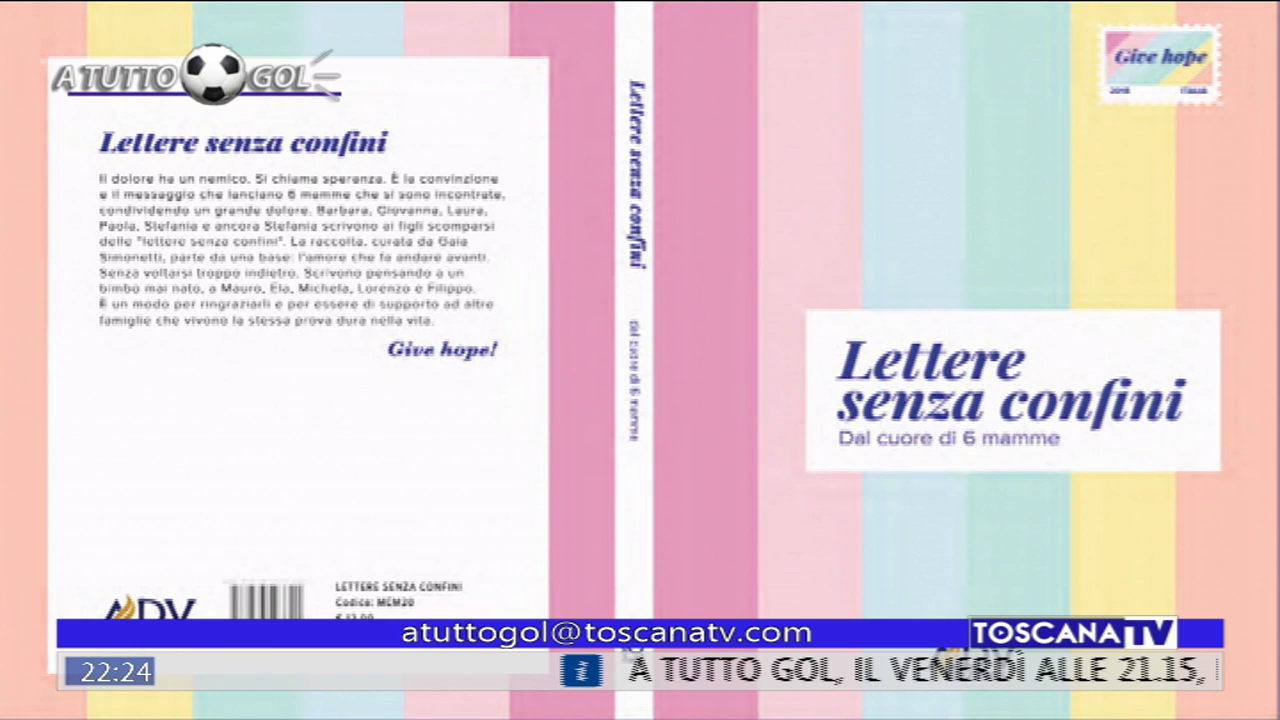 A TUTTO GOL
Lettere senza confini
Il dolore ha un nemico. Si chiama speranza. È la convinzione
e il messaggio che lanciano 6 mamme che si sono incontrate,
condividendo un grande dolore. Barbara, Giovanna, Laura,
Paola, Stefania e ancora Stefania scrivono ai figli scomparsi
delle "lettere senza confini". La raccolta, curata da Gaia
Simonetti, parte da una base: l'amore che fa andare avanti.
Senza voltarsi troppo indietro. Scrivono pensando a un
bimbo mai nato, a Mauro, Ela, Michela, Lorenzo e Filippo.
È un modo per ringraziarli e per essere di supporto ad altre
famiglie che vivono la stessa prova dura nella vita.
Give hope!
ADV
LETTERE SENZA CONFINI
Codice: MCM20
Lettere senza confini
Dal cuore di 6 mamme
Give hope
2018 ITALIA
Lettere
senza confini
Dal cuore di 6 mamme
atuttogol@toscanatv.com
TOSCANA TV
22:24
A TUTTO GOL, IL VENERDÌ ALLE 21.15,